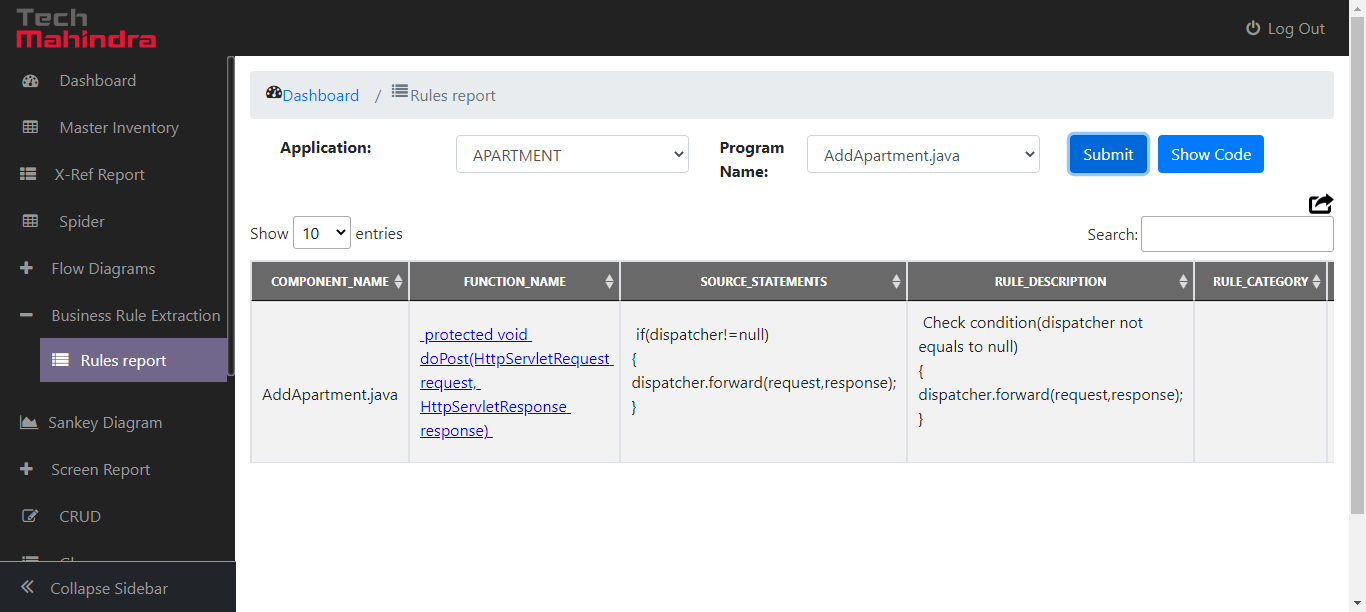 Tech
Mahindra
Log Out
Dashboard
Master Inventory
X-Ref Report
Spider
Flow Diagrams
Business Rule Extraction
Rules report
Sankey Diagram
Screen Report
CRUD
Collapse Sidebar
Dashboard / Rules report
Application:
APARTMENT
Program
Name:
AddApartment.java
Submit
Show Code
Show 10 entries
Search:
COMPONENT_NAME FUNCTION_NAME SOURCE_STATEMENTS RULE_DESCRIPTION RULE_CATEGORY
AddApartment.java
protected void
doPost(HttpServletRequest
request,
HttpServletResponse
response)
if(dispatcher!=null)
{
dispatcher.forward(request,response);
}
Check condition(dispatcher not
equals to null)
{
dispatcher.forward(request,response);
}